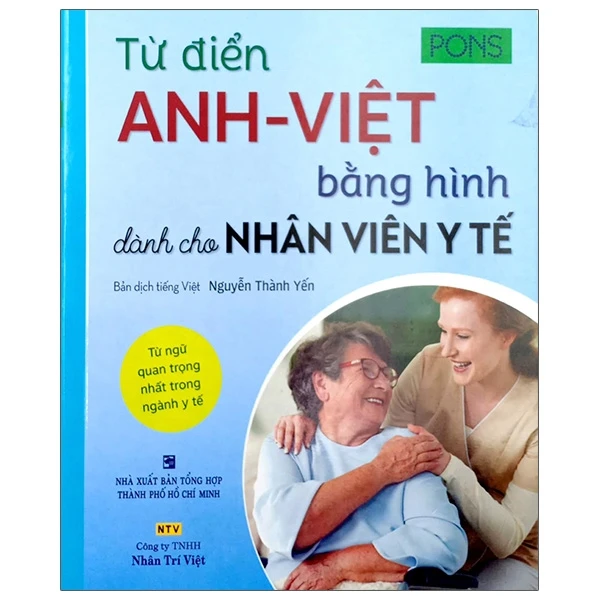 PONS
Từ điển
ANH-VIỆT
bằng hình
dành cho NHÂN VIÊN Y TẾ
Bản dịch tiếng Việt Nguyễn Thành Yến
Từ ngữ
quan trọng
nhất trong
ngành y tế
NHÀ XUẤT BẢN TỔNG HỢP
THÀNH PHỐ HỒ CHÍ MINH
NTV
Công ty TNHH
Nhân Trí Việt